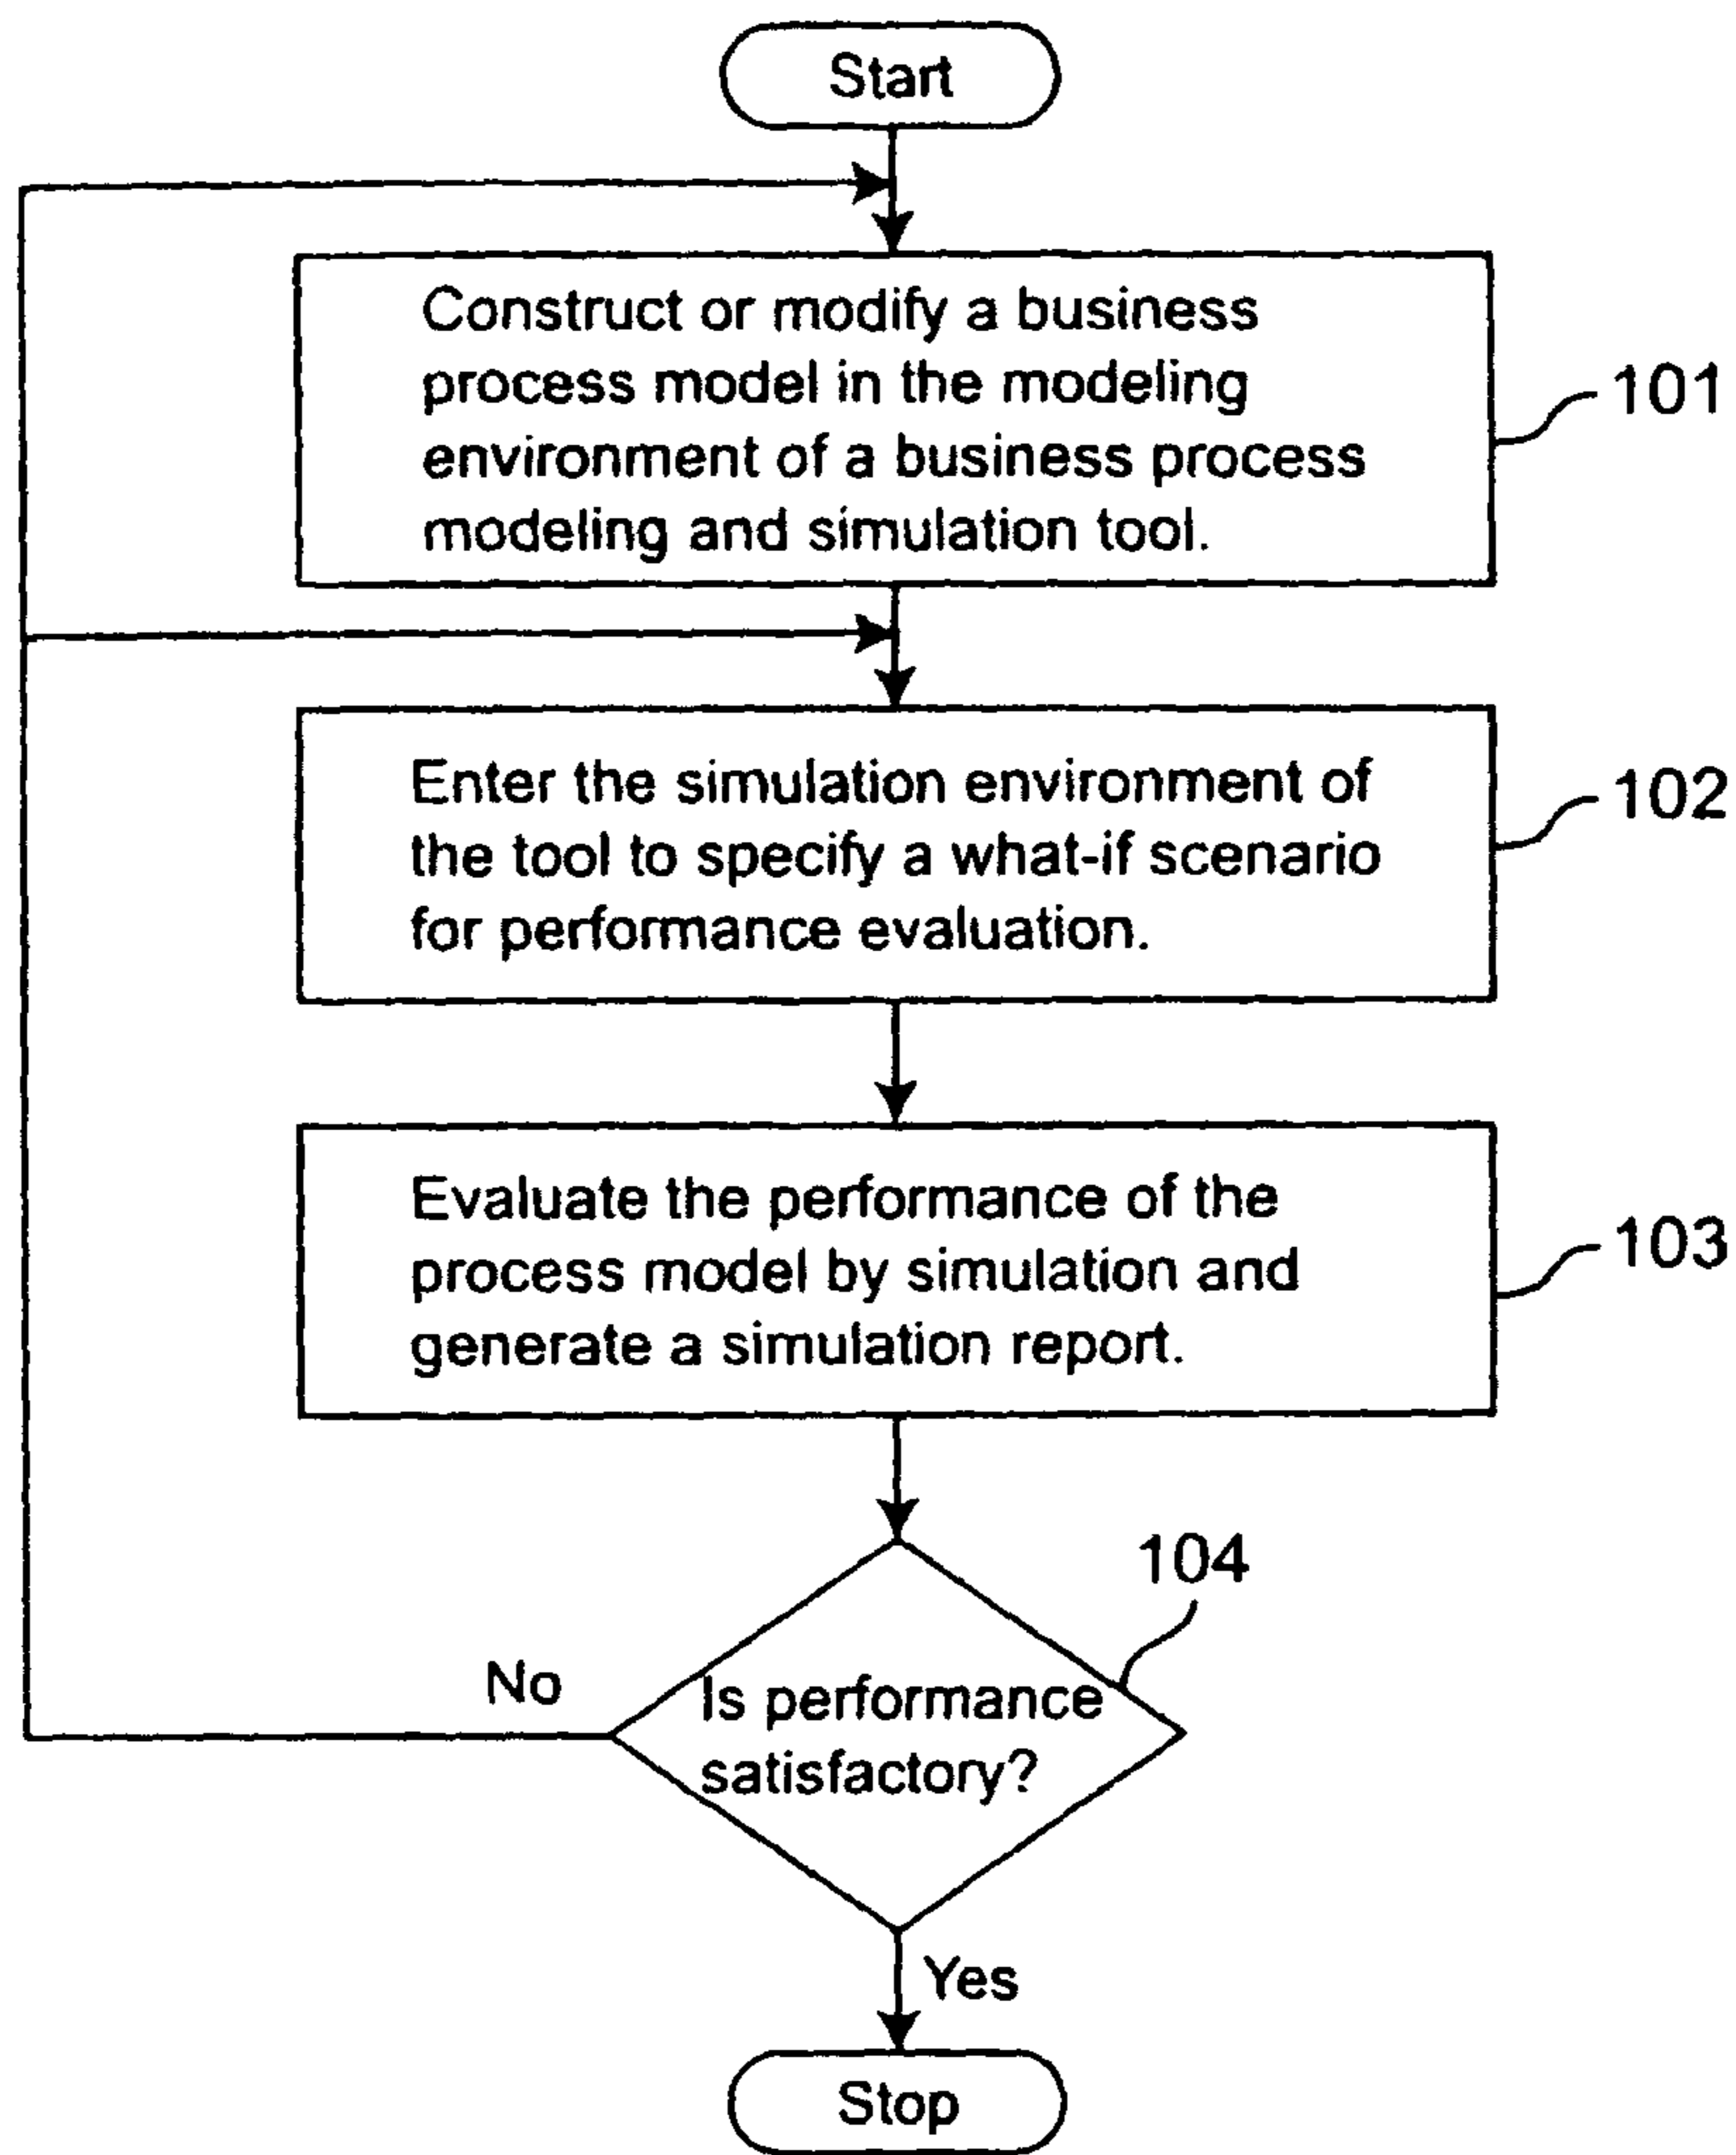 Start
Construct or modify a business
process model in the modeling
environment of a business process
modeling and simulation tool.
101
Enter the simulation environment of
the tool to specify a what-if scenario
for performance evaluation.
102
Evaluate the performance of the
process model by simulation and
generate a simulation report.
103
104
No
Is performance
satisfactory?
Yes
Stop